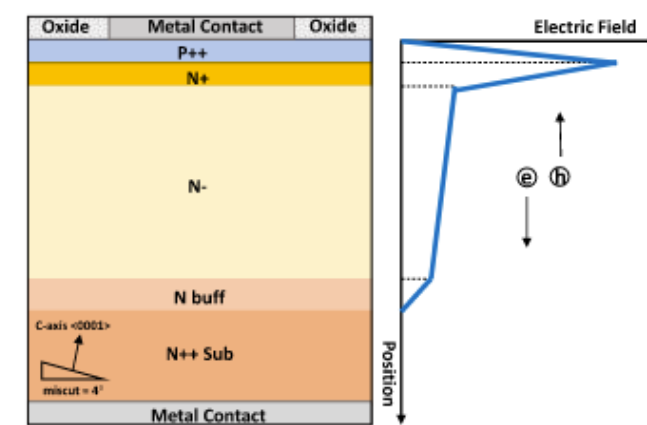 Oxide Metal Contact Oxide
Electric Field
P++
N+
N-
ⓔ ⓗ
N buff
C-axis <0001>
N++ Sub
miscut = 4°
Position
Metal Contact